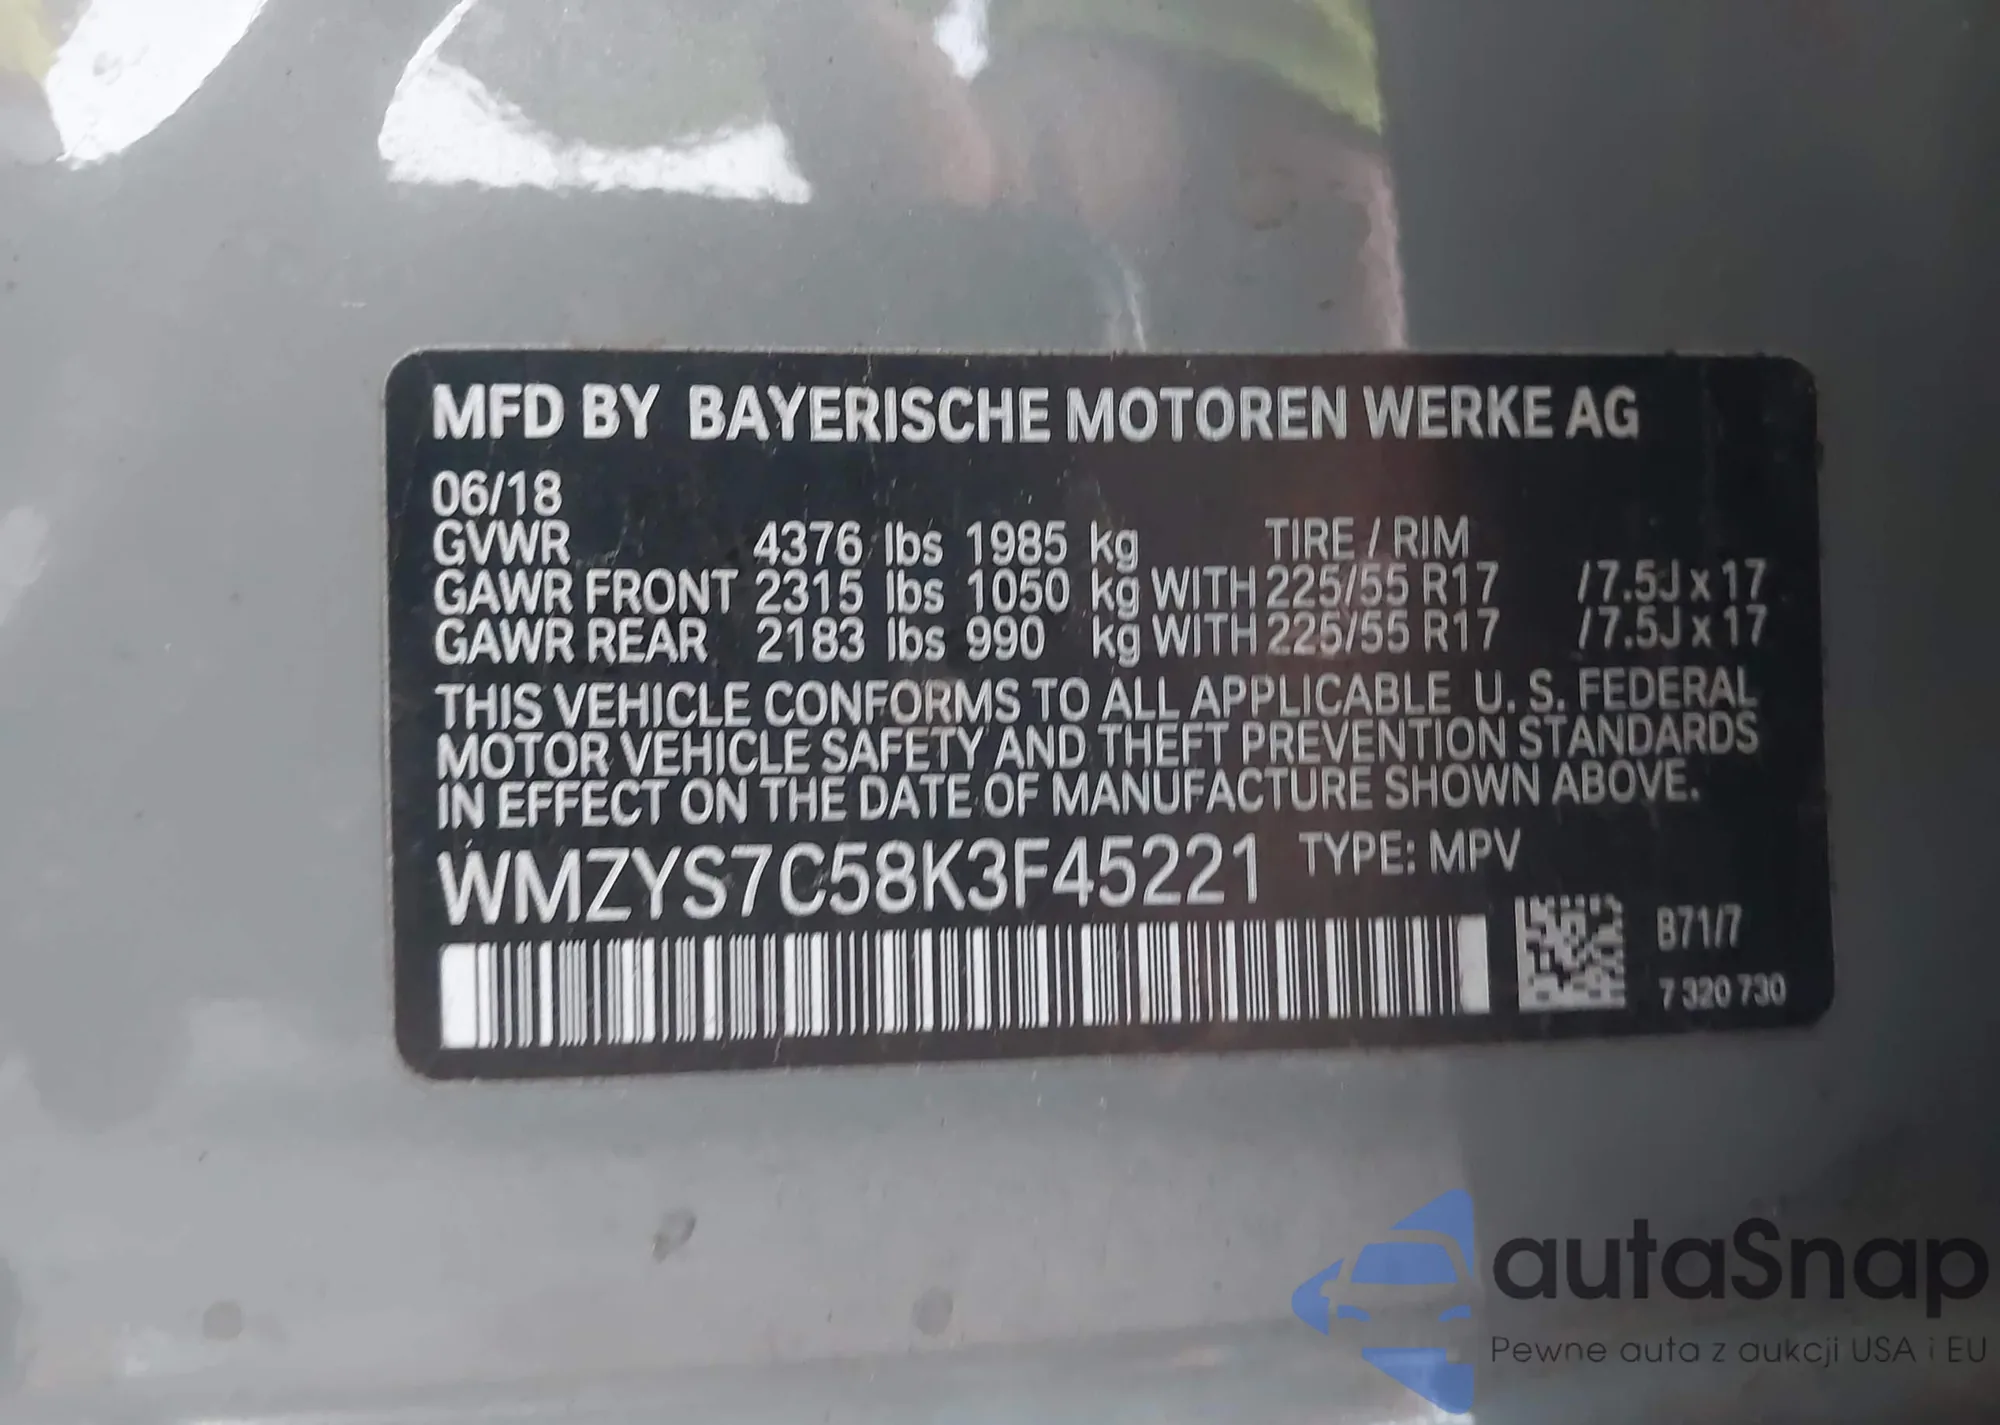 MFD BY BAYERISCHE MOTOREN WERKE AG
06/18
GVWR 4376 lbs 1985 kg TIRE / RIM
GAWR FRONT 2315 lbs 1050 kg WITH 225/55 R17 /7.5J x 17
GAWR REAR 2183 lbs 990 kg WITH 225/55 R17 /7.5J x 17
THIS VEHICLE CONFORMS TO ALL APPLICABLE U. S. FEDERAL
MOTOR VEHICLE SAFETY AND THEFT PREVENTION STANDARDS
IN EFFECT ON THE DATE OF MANUFACTURE SHOWN ABOVE.
WMZYS7C58K3F45221 TYPE: MPV
B71/7
7 320 730
autaSnap
Pewne auta z aukcji USA i EU